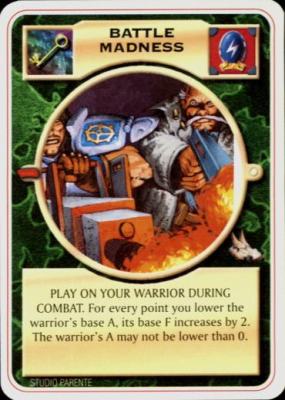 BATTLE
MADNESS
PLAY ON YOUR WARRIOR DURING
COMBAT. For every point you lower the
warrior's base A, its base F increases by 2.
The warrior's A may not be lower than 0.
STUDIO PARENTE